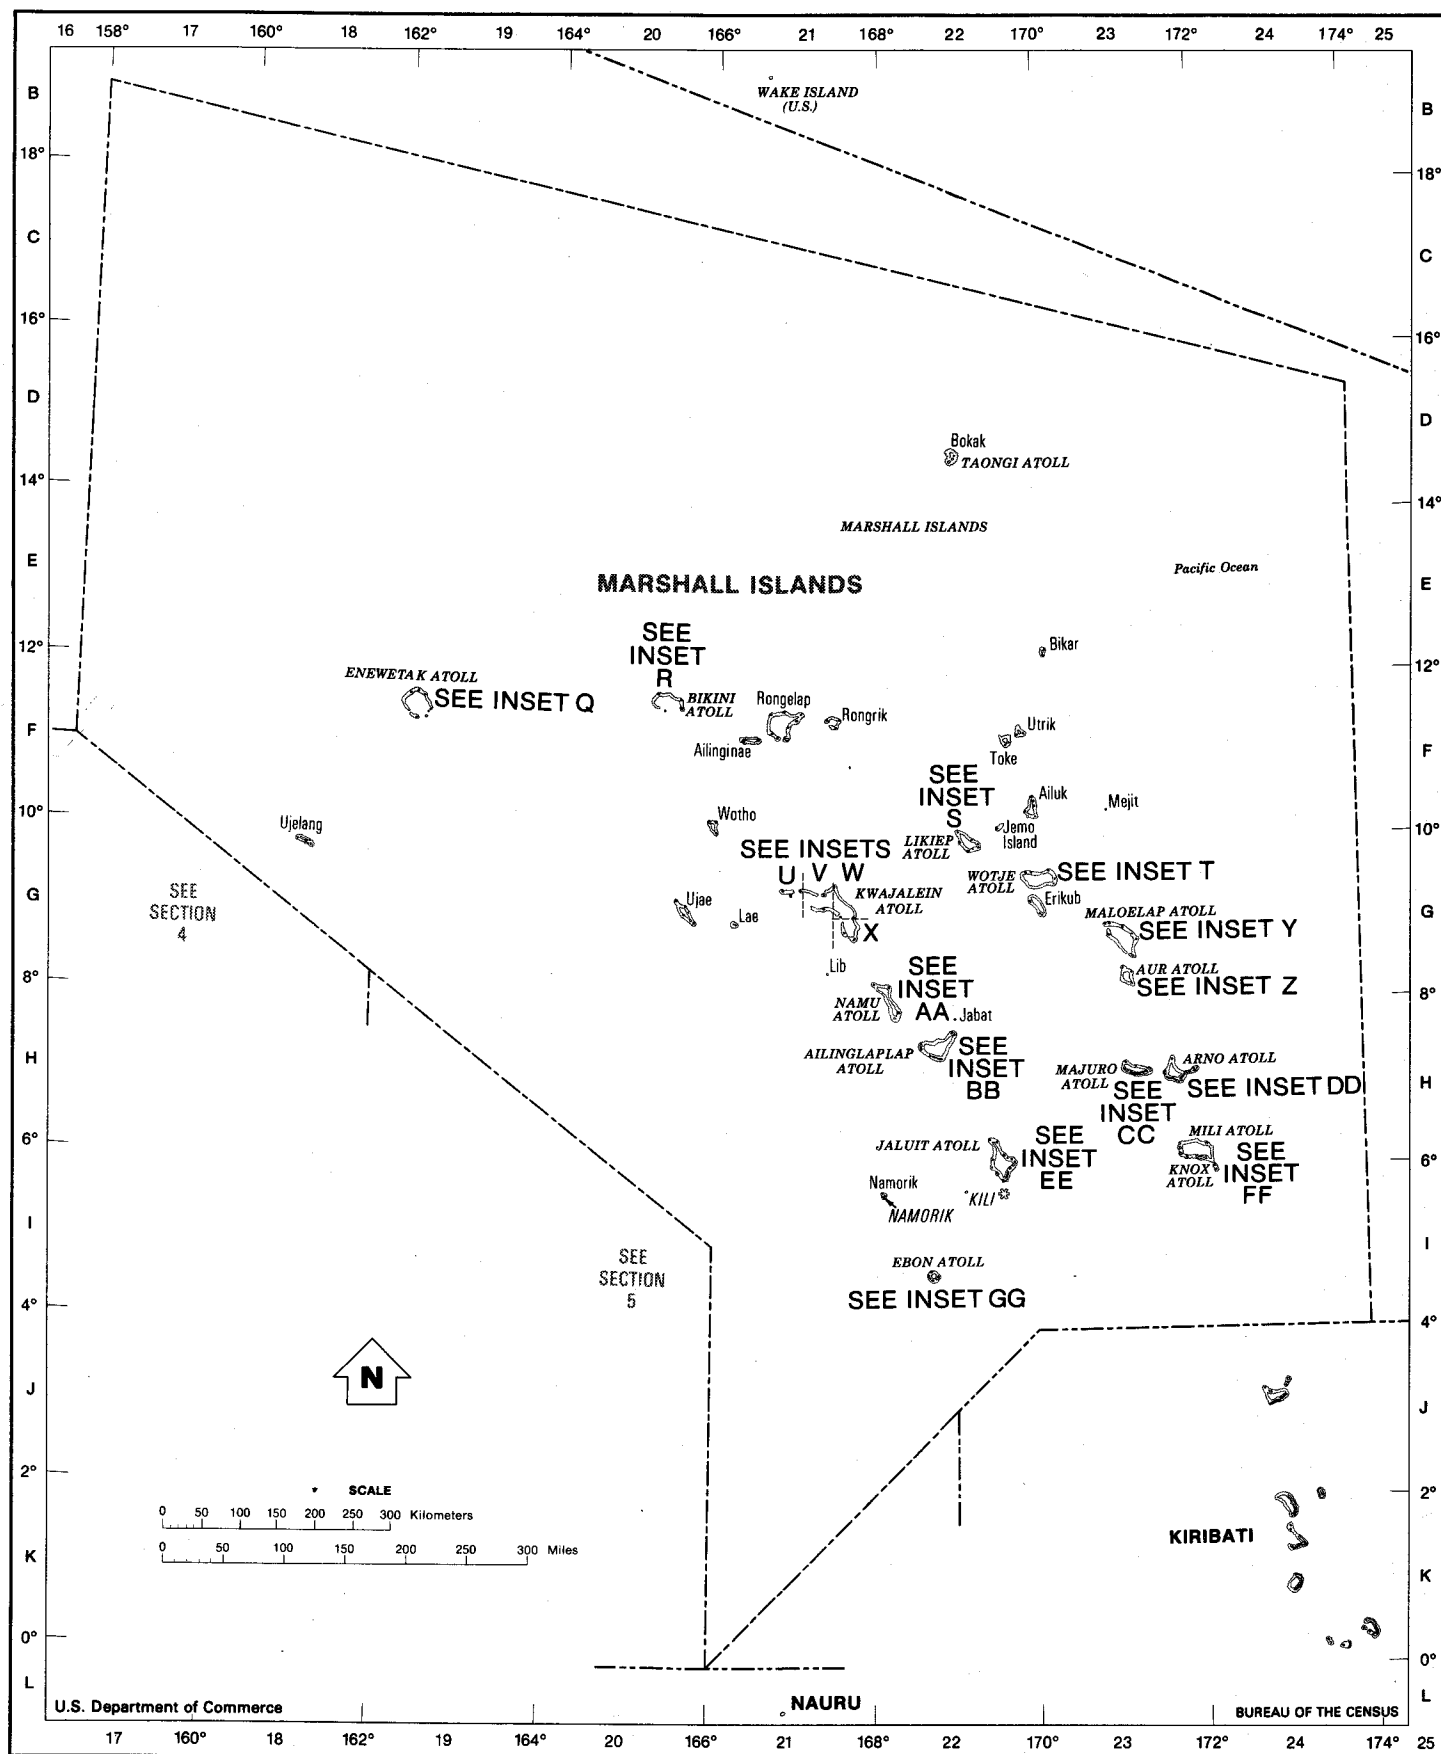 16 158° 17 160° 18 162° 19 164° 20 166° 21 168° 22 170° 23 172° 24 174° 25
B
WAKE ISLAND
(U.S.)
B
18°
18°
C
C
16°
16°
D
D
Bokak
TAONGI ATOLL
14°
14°
MARSHALL ISLANDS
E
Pacific Ocean
E
MARSHALL ISLANDS
SEE
INSET
R
12°
Bikar
12°
ENEWETAK ATOLL
SEE INSET Q
BIKINI
ATOLL
Rongelap
Rongrik
Ailinginae
F
Utrik
Toke
F
SEE
INSET
S
Ailuk
Mejit
10°
10°
Ujelang
Wotho
LIKIEP
ATOLL
Jemo
Island
SEE INSETS
U V W
WOTJE
ATOLL
SEE INSET T
SEE
SECTION
4
G
Ujae
Lae
KWAJALEIN
ATOLL
X
Erikub
G
MALOELAP ATOLL
SEE INSET Y
Lib
8°
SEE
INSET
AA
AUR ATOLL
SEE INSET Z
8°
NAMU
ATOLL
Jabat
H
AILINGLAPLAP
ATOLL
SEE
INSET
BB
MAJURO
ATOLL
SEE
INSET
CC
ARNO ATOLL
SEE INSET DD
H
6°
JALUIT ATOLL
SEE
INSET
EE
MILI ATOLL
KNOX
ATOLL
SEE
INSET
FF
6°
Namorik
NAMORIK
KILI
I
I
SEE
SECTION
5
EBON ATOLL
SEE INSET GG
4°
4°
N
J
J
2°
2°
SCALE
0 50 100 150 200 250 300 Kilometers
0 50 100 150 200 250 300 Miles
KIRIBATI
K
K
0°
0°
L
L
U.S. Department of Commerce
NAURU
BUREAU OF THE CENSUS
17 160° 18 162° 19 164° 20 166° 21 168° 22 170° 23 172° 24 174° 25